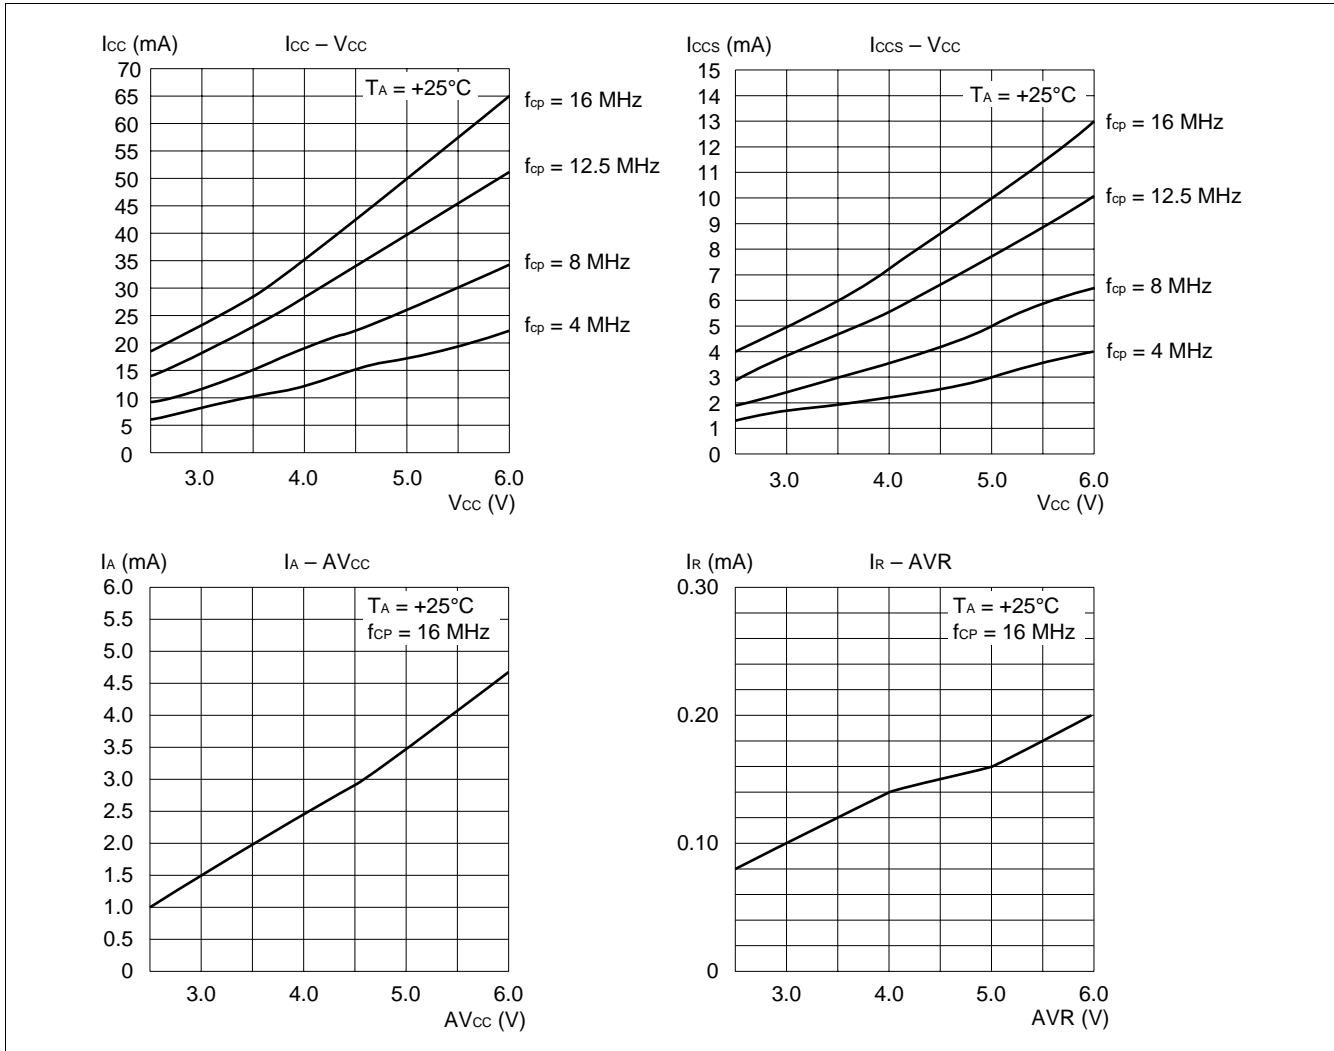 ICC (mA)
ICC – VCC
70
65
60
55
50
45
40
35
30
25
20
15
10
5
0
TA = +25°C
fcp = 16 MHz
fcp = 12.5 MHz
fcp = 8 MHz
fcp = 4 MHz
3.0 4.0 5.0 6.0
VCC (V)
ICCS (mA)
ICCS – VCC
15
14
13
12
11
10
9
8
7
6
5
4
3
2
1
0
TA = +25°C
fcp = 16 MHz
fcp = 12.5 MHz
fcp = 8 MHz
fcp = 4 MHz
3.0 4.0 5.0 6.0
VCC (V)
IA (mA)
IA – AVCC
6.0
5.5
5.0
4.5
4.0
3.5
3.0
2.5
2.0
1.5
1.0
0.5
0
TA = +25°C
fCP = 16 MHz
3.0 4.0 5.0 6.0
AVCC (V)
IR (mA)
IR – AVR
0.30
0.20
0.10
0
TA = +25°C
fCP = 16 MHz
3.0 4.0 5.0 6.0
AVR (V)